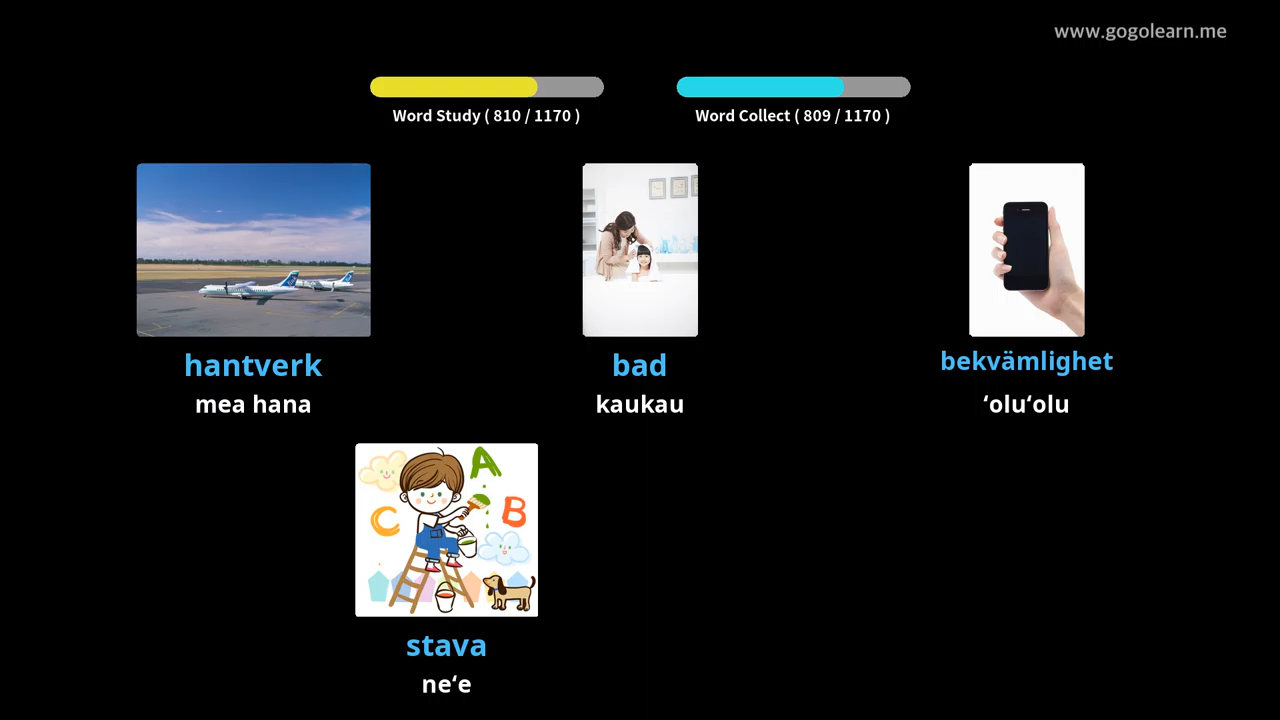 www.gogolearn.me
Word Study ( 810 / 1170 )
Word Collect ( 809 / 1170 )
hantverk
mea hana
bad
kaukau
bekvämlighet
ʻoluʻolu
A
B
C
stava
neʻe